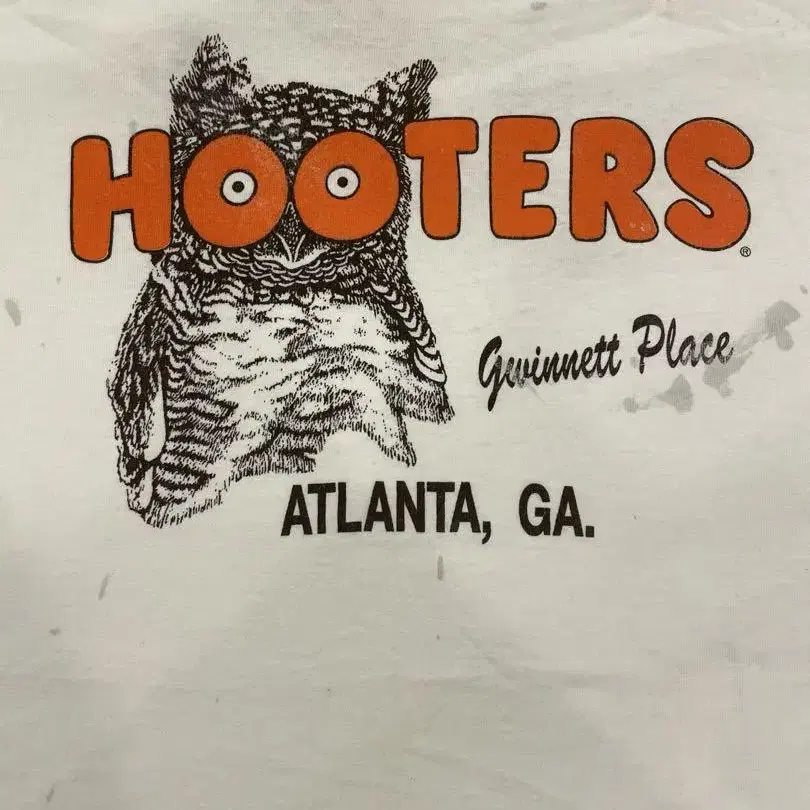 HOOTERS®
Gwinnett Place
ATLANTA, GA.